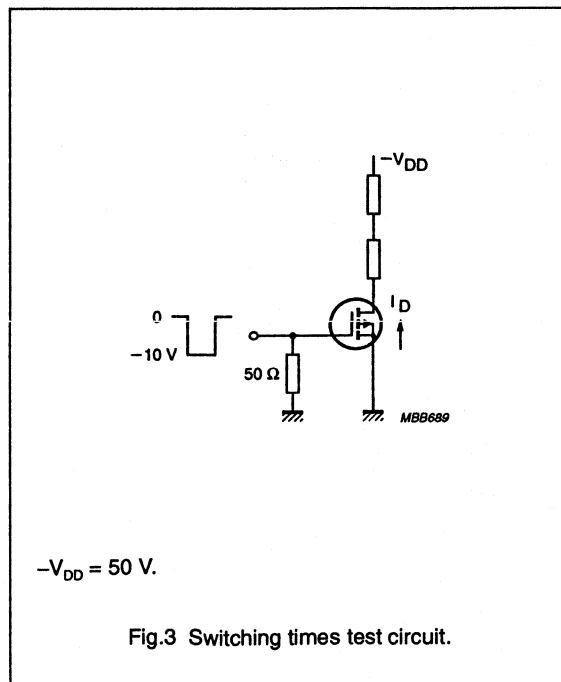 −V_DD
I_D
0
−10 V
50 Ω
MBB689
−V_DD = 50 V.
Fig.3 Switching times test circuit.